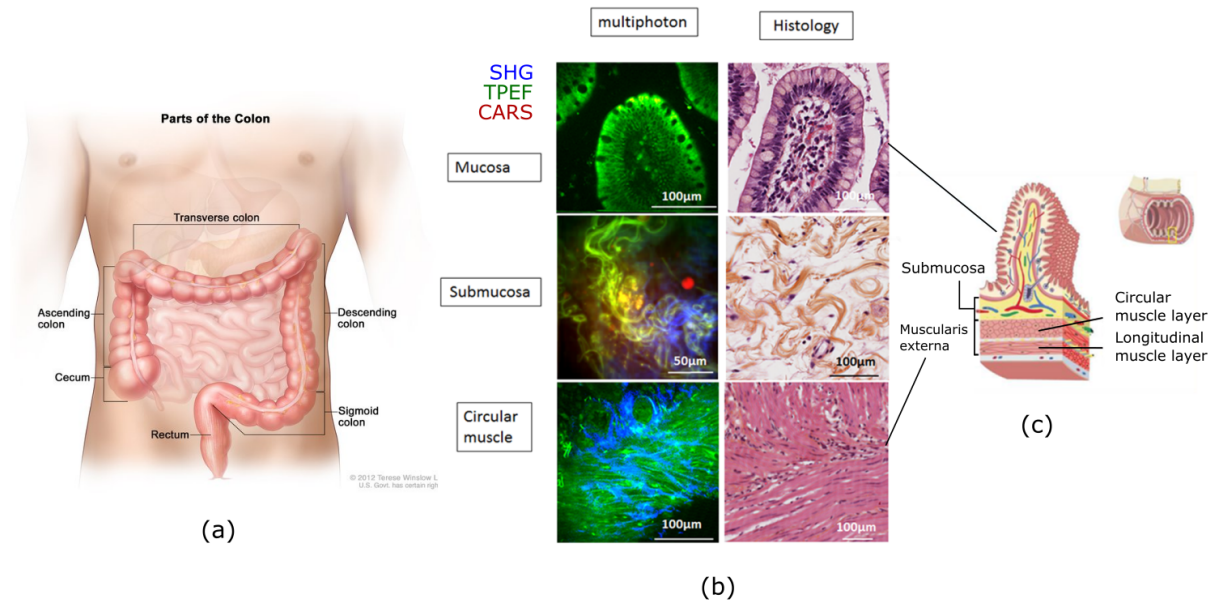 Parts of the Colon
Transverse colon
Ascending
colon
Descending
colon
Cecum
Sigmoid
colon
Rectum
© 2012 Terese Winslow L
U.S. Govt. has certain righ
(a)
(b)
multiphoton
Histology
SHG
TPEF
CARS
Mucosa
100µm
100µm
Submucosa
50µm
100µm
Circular
muscle
100µm
100µm
Submucosa
Muscularis
externa
Circular
muscle layer
Longitudinal
muscle layer
(c)
(b)